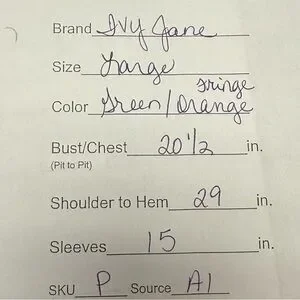 Brand Ivy Jane
Size Large
fringe
Color Green/Orange
Bust/Chest 20 1/2 in.
(Pit to Pit)
Shoulder to Hem 29 in.
Sleeves 15 in.
SKU P Source A1